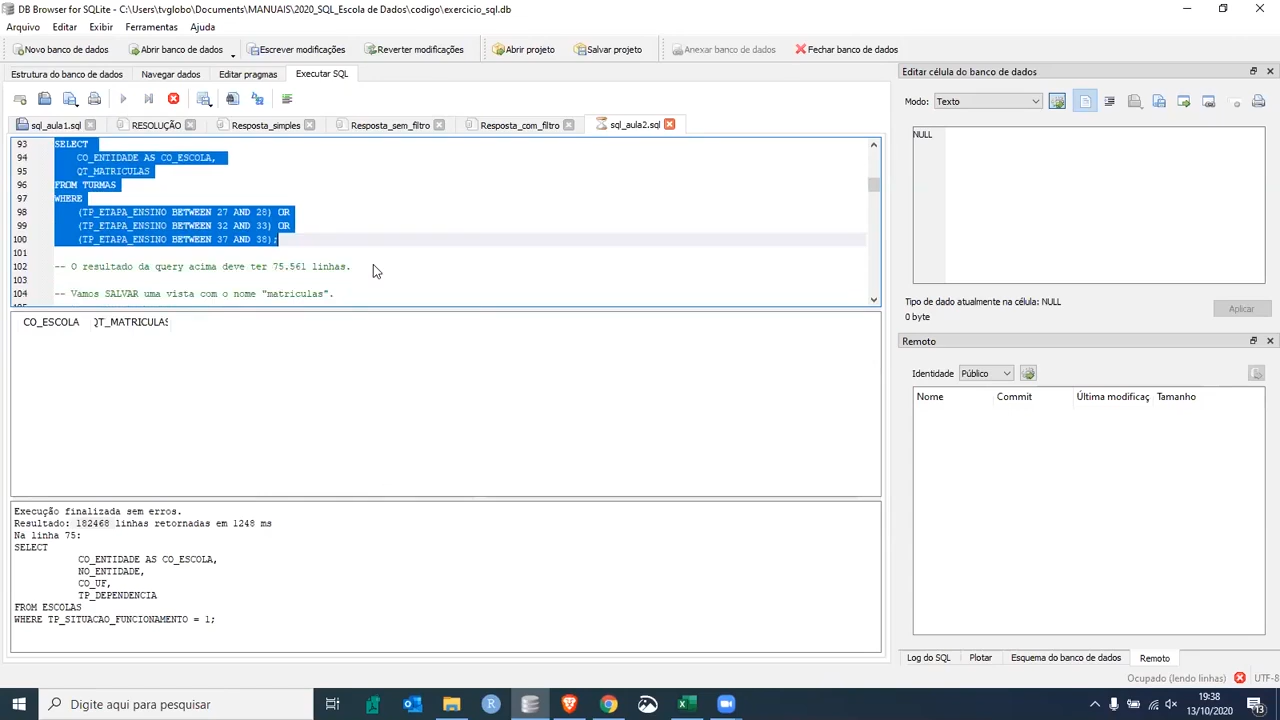 DB Browser for SQLite - C:\Users\tvglobo\Documents\MANUAIS\2020_SQL_Escola de Dados\codigo\exercicio_sql.db
Arquivo Editar Exibir Ferramentas Ajuda
Novo banco de dados Abrir banco de dados Escrever modificações Reverter modificações Abrir projeto Salvar projeto Anexar banco de dados Fechar banco de dados
Estrutura do banco de dados Navegar dados Editar pragmas Executar SQL
sql_aula1.sql RESOLUÇÃO Resposta_simples Resposta_sem_filtro Resposta_com_filtro sql_aula2.sql
93 SELECT
94 CO_ENTIDADE AS CO_ESCOLA,
95 QT_MATRICULAS
96 FROM TURMAS
97 WHERE
98 (TP_ETAPA_ENSINO BETWEEN 27 AND 28) OR
99 (TP_ETAPA_ENSINO BETWEEN 32 AND 33) OR
100 (TP_ETAPA_ENSINO BETWEEN 37 AND 38);
101
102 -- O resultado da query acima deve ter 75.561 linhas.
103
104 -- Vamos SALVAR uma vista com o nome "matriculas".
CO_ESCOLA QT_MATRICULAS
Execução finalizada sem erros.
Resultado: 182468 linhas retornadas em 1248 ms
Na linha 75:
SELECT
CO_ENTIDADE AS CO_ESCOLA,
NO_ENTIDADE,
CO_UF,
TP_DEPENDENCIA
FROM ESCOLAS
WHERE TP_SITUACAO_FUNCIONAMENTO = 1;
Editar célula do banco de dados
Modo: Texto
NULL
Tipo de dado atualmente na célula: NULL
0 byte
Aplicar
Remoto
Identidade Público
Nome Commit Última modificaç Tamanho
Log do SQL Plotar Esquema do banco de dados Remoto
Ocupado (lendo linhas) UTF-8
Digite aqui para pesquisar
19:38
13/10/2020